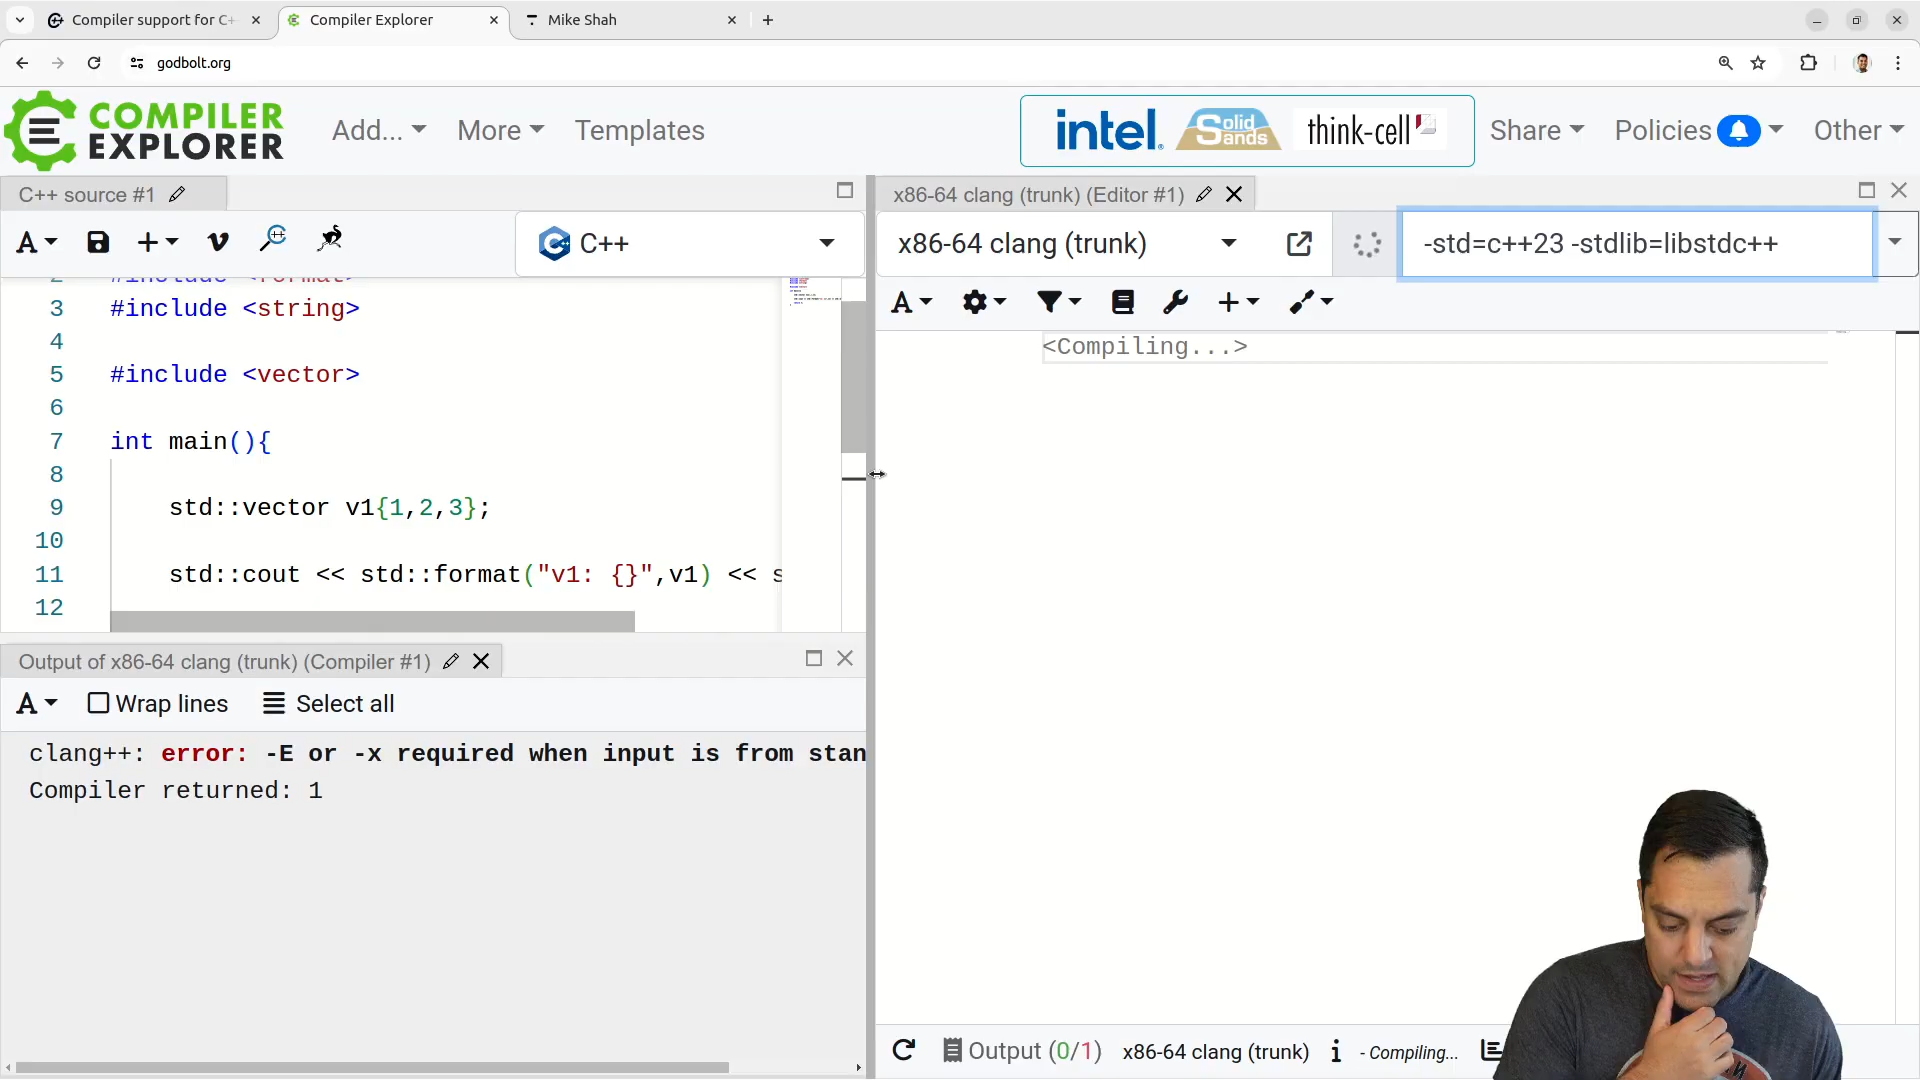 Compiler support for C+
Compiler Explorer
Mike Shah
godbolt.org
COMPILER
EXPLORER
Add...
More
Templates
intel.
Solid
Sands
think-cell
Share
Policies
Other
C++ source #1
C++
2 #include <format>
3 #include <string>
4
5 #include <vector>
6
7 int main(){
8
9 std::vector v1{1,2,3};
10
11 std::cout << std::format("v1: {}",v1) << s
12
x86-64 clang (trunk) (Editor #1)
x86-64 clang (trunk)
-std=c++23 -stdlib=libstdc++
<Compiling...>
Output of x86-64 clang (trunk) (Compiler #1)
Wrap lines
Select all
clang++: error: -E or -x required when input is from stan
Compiler returned: 1
Output (0/1)
x86-64 clang (trunk)
- Compiling...